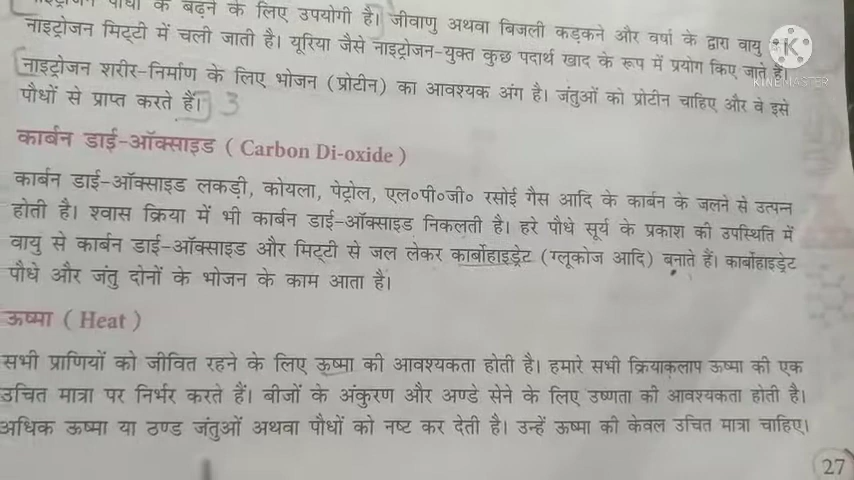 पौधों के बढ़ने के लिए उपयोगी है। जीवाणु अथवा बिजली कड़कने और वर्षा के द्वारा वायु की
नाइट्रोजन मिट्टी में चली जाती है। यूरिया जैसे नाइट्रोजन-युक्त कुछ पदार्थ खाद के रूप में प्रयोग किए जाते हैं।
नाइट्रोजन शरीर-निर्माण के लिए भोजन (प्रोटीन) का आवश्यक अंग है। जंतुओं को प्रोटीन चाहिए और वे इसे
पौधों से प्राप्त करते हैं। 3
कार्बन डाई-ऑक्साइड ( Carbon Di-oxide )
कार्बन डाई-ऑक्साइड लकड़ी, कोयला, पेट्रोल, एल०पी०जी० रसोई गैस आदि के कार्बन के जलने से उत्पन्न
होती है। श्वास क्रिया में भी कार्बन डाई-ऑक्साइड निकलती है। हरे पौधे सूर्य के प्रकाश की उपस्थिति में
वायु से कार्बन डाई-ऑक्साइड और मिट्टी से जल लेकर कार्बोहाइड्रेट (ग्लूकोज आदि) बनाते हैं। कार्बोहाइड्रेट
पौधे और जंतु दोनों के भोजन के काम आता है।
ऊष्मा ( Heat )
सभी प्राणियों को जीवित रहने के लिए ऊष्मा की आवश्यकता होती है। हमारे सभी क्रियाकलाप ऊष्मा की एक
उचित मात्रा पर निर्भर करते हैं। बीजों के अंकुरण और अण्डे सेने के लिए उष्णता की आवश्यकता होती है।
अधिक ऊष्मा या ठण्ड जंतुओं अथवा पौधों को नष्ट कर देती है। उन्हें ऊष्मा की केवल उचित मात्रा चाहिए।
27
K
KINEMASTER